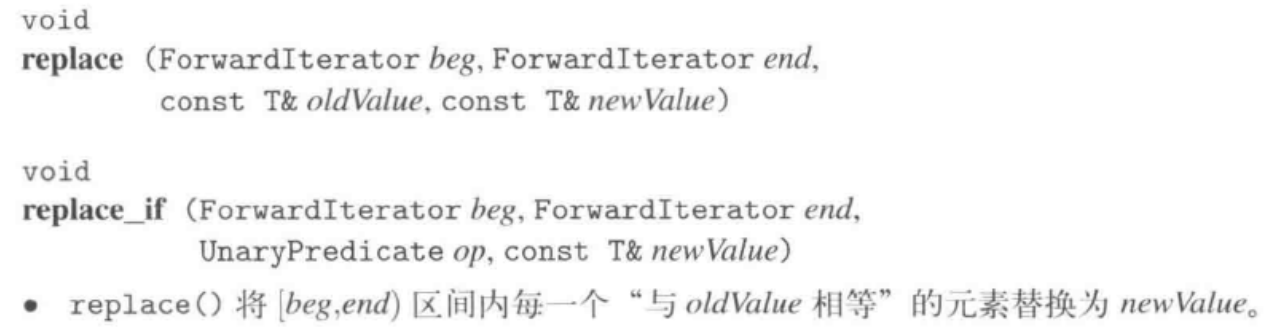 void
replace (ForwardIterator beg, ForwardIterator end,
const T& oldValue, const T& newValue)
void
replace_if (ForwardIterator beg, ForwardIterator end,
UnaryPredicate op, const T& newValue)
• replace() 将 [beg,end) 区间内每一个“与 oldValue 相等”的元素替换为 newValue。